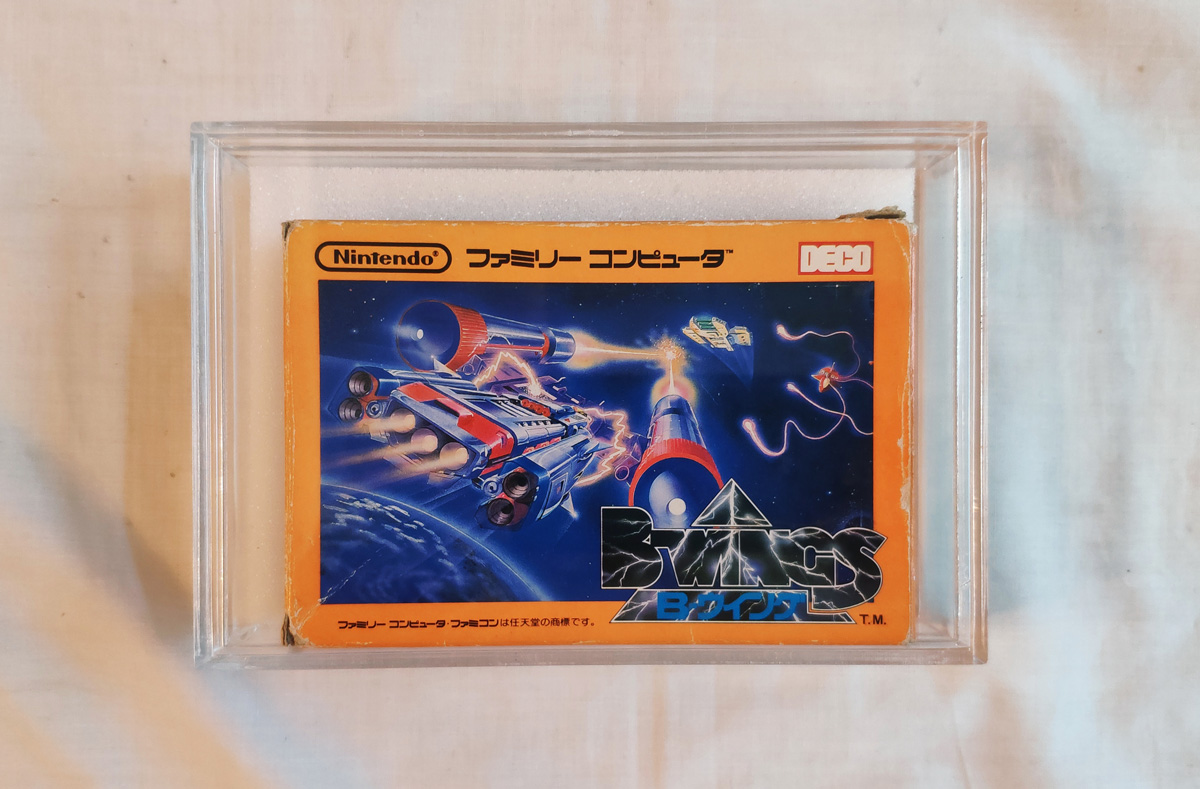 Nintendo® ファミリー コンピュータ™ DECO
B-WINGS
B-ウイング
T.M.
ファミリー コンピュータ・ファミコンは任天堂の商標です。